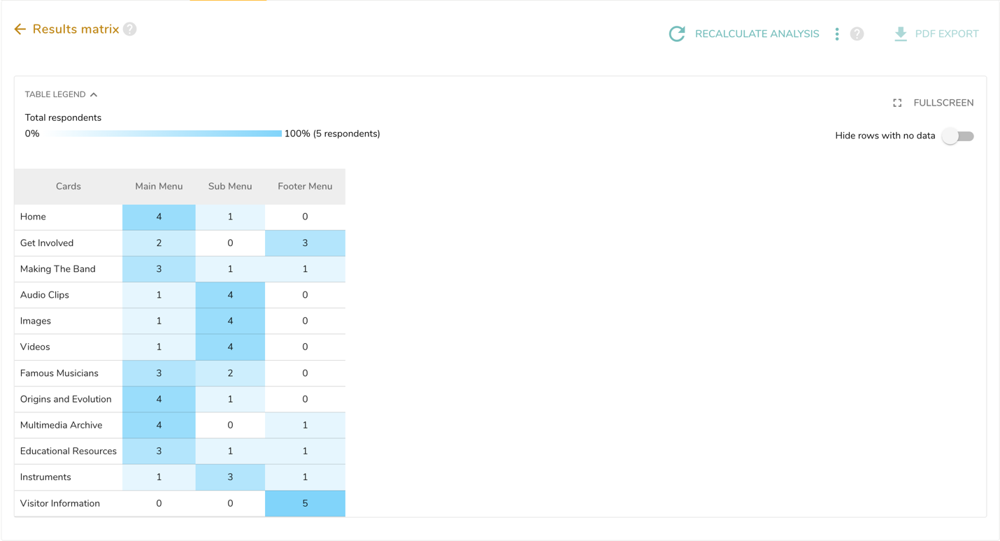 Results matrix ?
RECALCULATE ANALYSIS ? PDF EXPORT
TABLE LEGEND
FULLSCREEN
Total respondents
0% 100% (5 respondents)
Hide rows with no data
Cards Main Menu Sub Menu Footer Menu
Home 4 1 0
Get Involved 2 0 3
Making The Band 3 1 1
Audio Clips 1 4 0
Images 1 4 0
Videos 1 4 0
Famous Musicians 3 2 0
Origins and Evolution 4 1 0
Multimedia Archive 4 0 1
Educational Resources 3 1 1
Instruments 1 3 1
Visitor Information 0 0 5